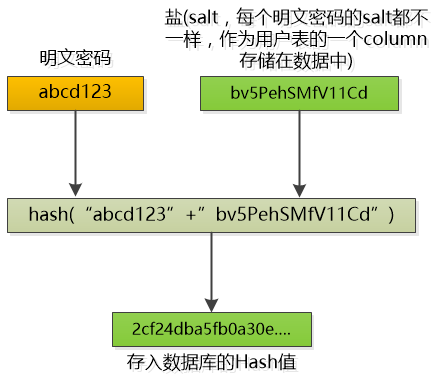 盐(salt，每个明文密码的salt都不
一样，作为用户表的一个column
存储在数据中)
明文密码
abcd123
bv5PehSMfV11Cd
hash(“abcd123”+”bv5PehSMfV11Cd”)
2cf24dba5fb0a30e....
存入数据库的Hash值